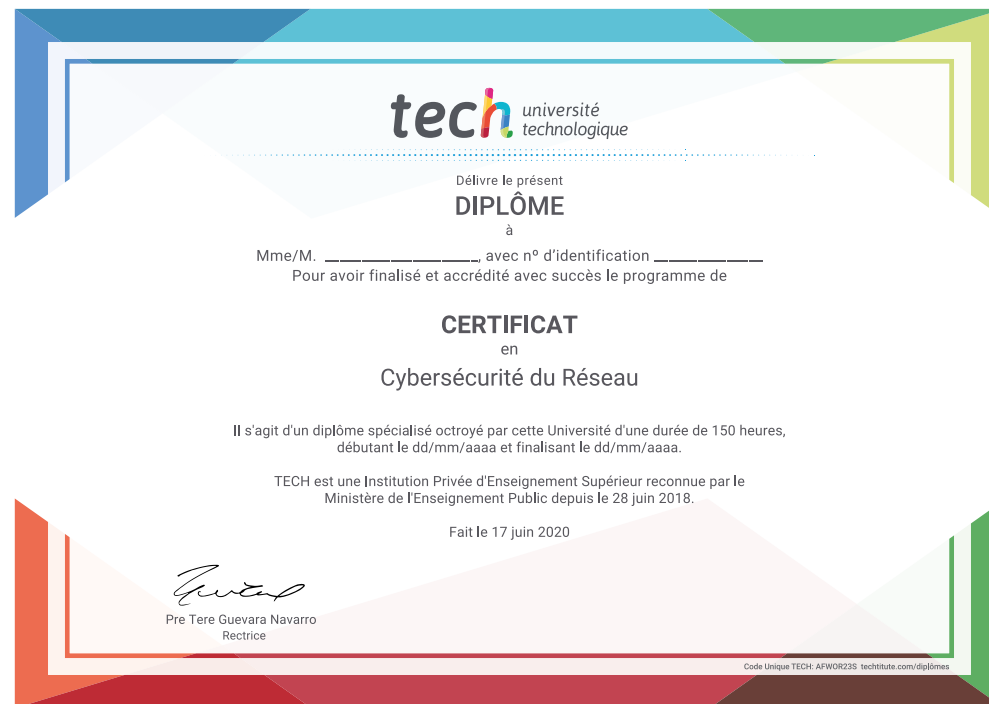 tech université
technologique
Délivre le présent
DIPLÔME
à
Mme/M. ____________________, avec nº d'identification ______________
Pour avoir finalisé et accrédité avec succès le programme de
CERTIFICAT
en
Cybersécurité du Réseau
Il s'agit d'un diplôme spécialisé octroyé par cette Université d'une durée de 150 heures,
débutant le dd/mm/aaaa et finalisant le dd/mm/aaaa.
TECH est une Institution Privée d'Enseignement Supérieur reconnue par le
Ministère de l'Enseignement Public depuis le 28 juin 2018.
Fait le 17 juin 2020
Pre Tere Guevara Navarro
Rectrice
Code Unique TECH: AFWOR23S techtitute.com/diplômes